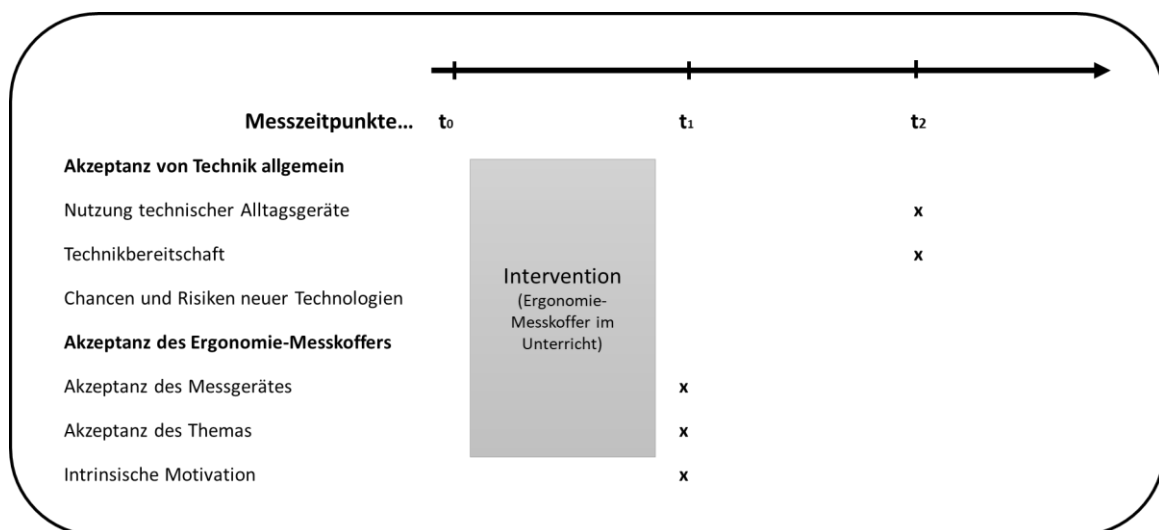 Messzeitpunkte... t0 t1 t2
Akzeptanz von Technik allgemein
Nutzung technischer Alltagsgeräte x
Technikbereitschaft x
Intervention
Chancen und Risiken neuer Technologien
(Ergonomie-
Messkoffer im
Unterricht)
Akzeptanz des Ergonomie-Messkoffers
Akzeptanz des Messgerätes x
Akzeptanz des Themas x
Intrinsische Motivation x